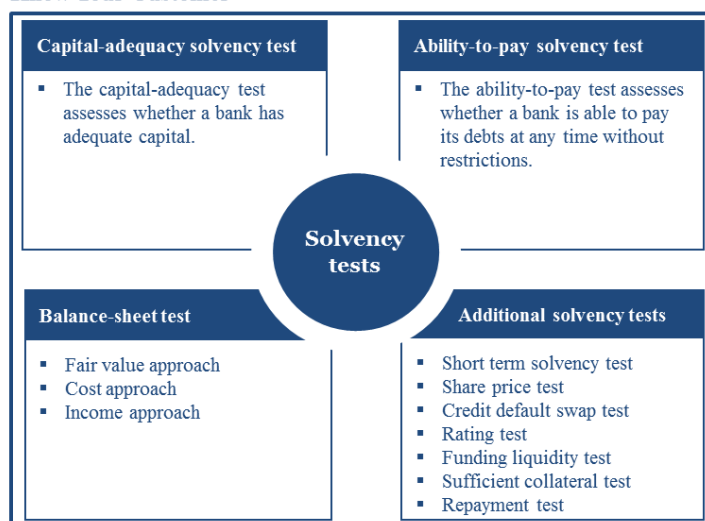 Capital-adequacy solvency test
▪ The capital-adequacy test
assesses whether a bank has
adequate capital.
Ability-to-pay solvency test
▪ The ability-to-pay test assesses
whether a bank is able to pay
its debts at any time without
restrictions.
Solvency
tests
Balance-sheet test
▪ Fair value approach
▪ Cost approach
▪ Income approach
Additional solvency tests
▪ Short term solvency test
▪ Share price test
▪ Credit default swap test
▪ Rating test
▪ Funding liquidity test
▪ Sufficient collateral test
▪ Repayment test